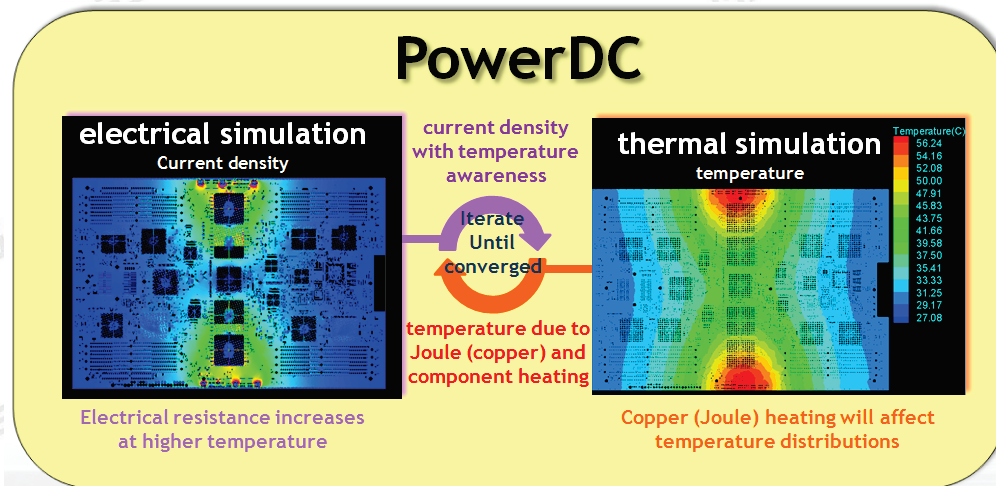 PowerDC
electrical simulation
Current density
Electrical resistance increases
at higher temperature
current density
with temperature
awareness
Iterate
Until
converged
temperature due to
Joule (copper) and
component heating
thermal simulation
temperature
Temperature(C)
56.24
54.16
52.08
50.00
47.91
45.83
43.75
41.66
39.58
37.50
35.41
33.33
31.25
29.17
27.08
Copper (Joule) heating will affect
temperature distributions